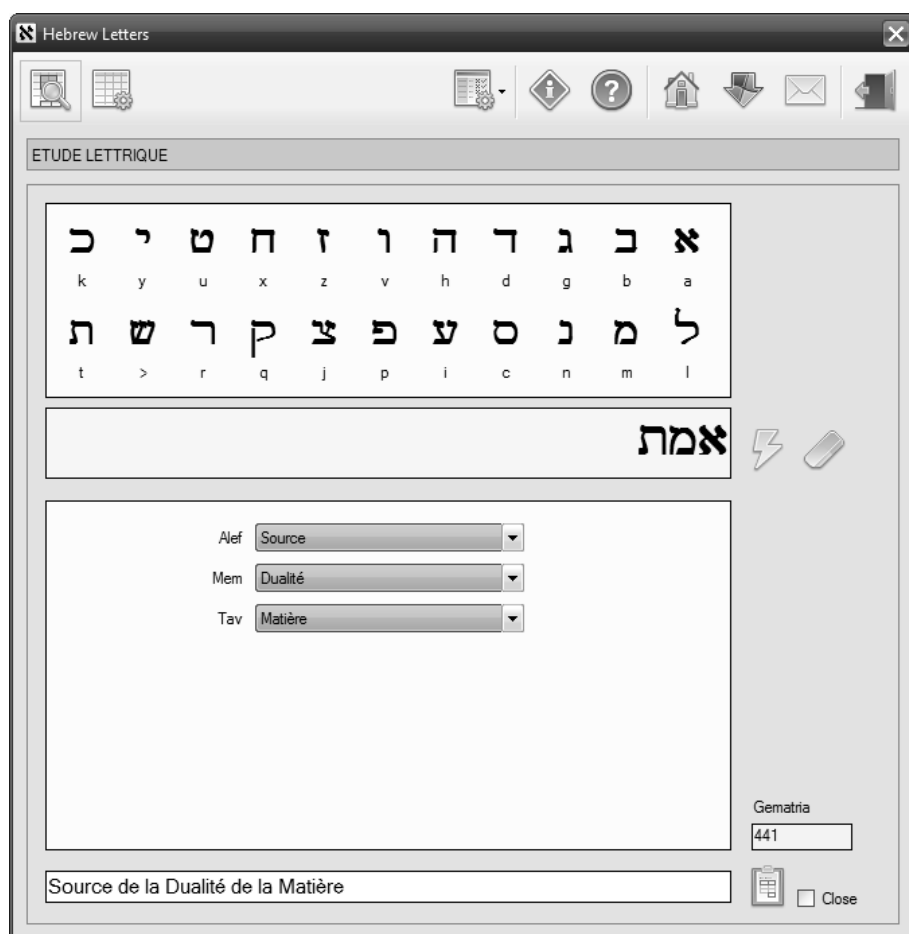 Hebrew Letters
ETUDE LETTRIQUE
א ב ג ד ה ו ז ח ט י כ
k y u x z v h d g b a
ל מ נ ס ע פ צ ק ר ש ת
t > r q j p i c n m l
אמת
Alef Source
Mem Dualité
Tav Matière
Gematria
441
Source de la Dualité de la Matière
Close